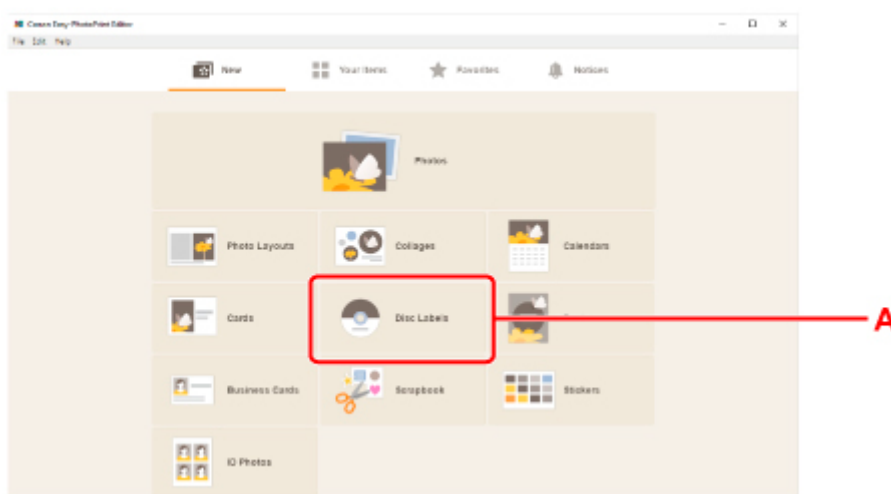 Canon Easy-PhotoPrint Editor
File Edit Help
New Your Items Favorites Notices
Photos
Photo Layouts Collages Calendars
Cards Disc Labels
A
Business Cards Scrapbook Stickers
ID Photos